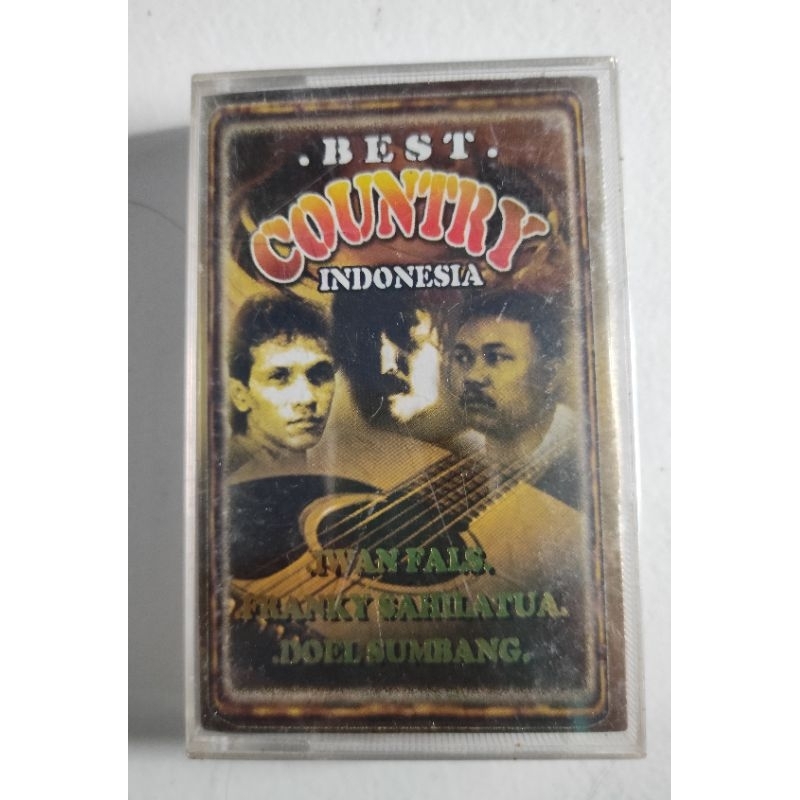 . BEST .
COUNTRY
INDONESIA
.IWAN FALS.
.FRANKY SAHILATUA.
.DOEL SUMBANG.